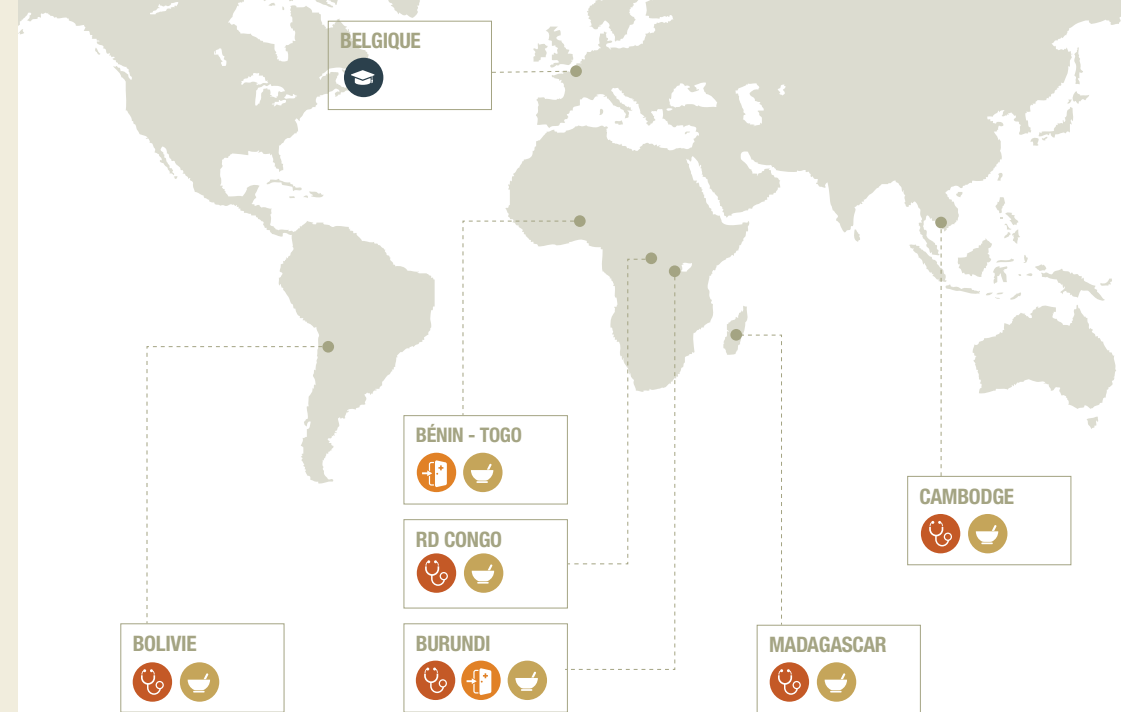 BELGIQUE
BÉNIN - TOGO
RD CONGO
CAMBODGE
BOLIVIE
BURUNDI
MADAGASCAR